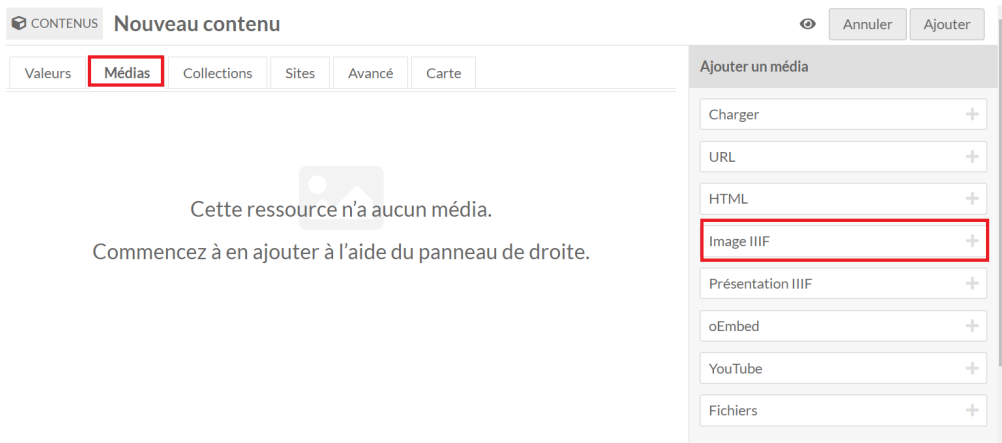 CONTENUS Nouveau contenu Annuler Ajouter
Valeurs Médias Collections Sites Avancé Carte
Cette ressource n’a aucun média.
Commencez à en ajouter à l’aide du panneau de droite.
Ajouter un média
Charger
URL
HTML
Image IIIF
Présentation IIIF
oEmbed
YouTube
Fichiers